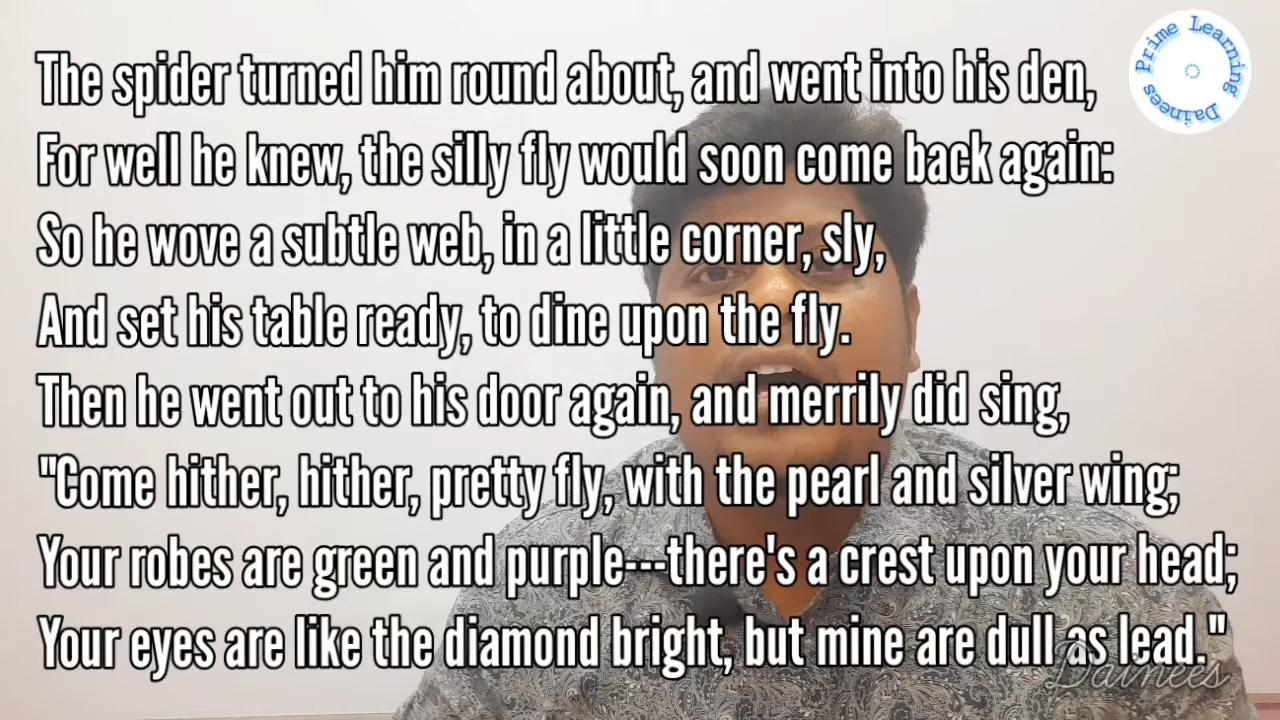 Prime Learning Dainees
The spider turned him round about, and went into his den,
For well he knew, the silly fly would soon come back again:
So he wove a subtle web, in a little corner, sly,
And set his table ready, to dine upon the fly.
Then he went out to his door again, and merrily did sing,
"Come hither, hither, pretty fly, with the pearl and silver wing;
Your robes are green and purple---there's a crest upon your head;
Your eyes are like the diamond bright, but mine are dull as lead."
Dainees